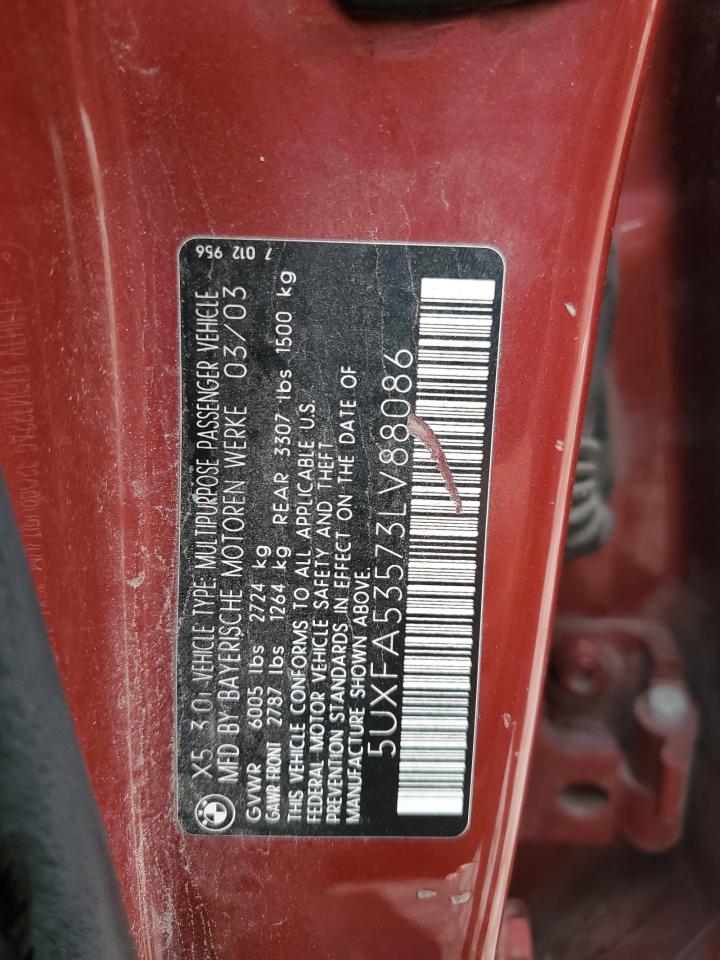 X5 3.0i VEHICLE TYPE: MULTIPURPOSE PASSENGER VEHICLE 7 012 956
MFD BY BAYERISCHE MOTOREN WERKE 03/03
GVWR 6005 lbs 2724 kg
GAWR FRONT 2787 lbs 1264 kg REAR 3307 lbs 1500 kg
THIS VEHICLE CONFORMS TO ALL APPLICABLE U.S.
FEDERAL MOTOR VEHICLE SAFETY AND THEFT
PREVENTION STANDARDS IN EFFECT ON THE DATE OF
MANUFACTURE SHOWN ABOVE.
5UXFA53573LV88086